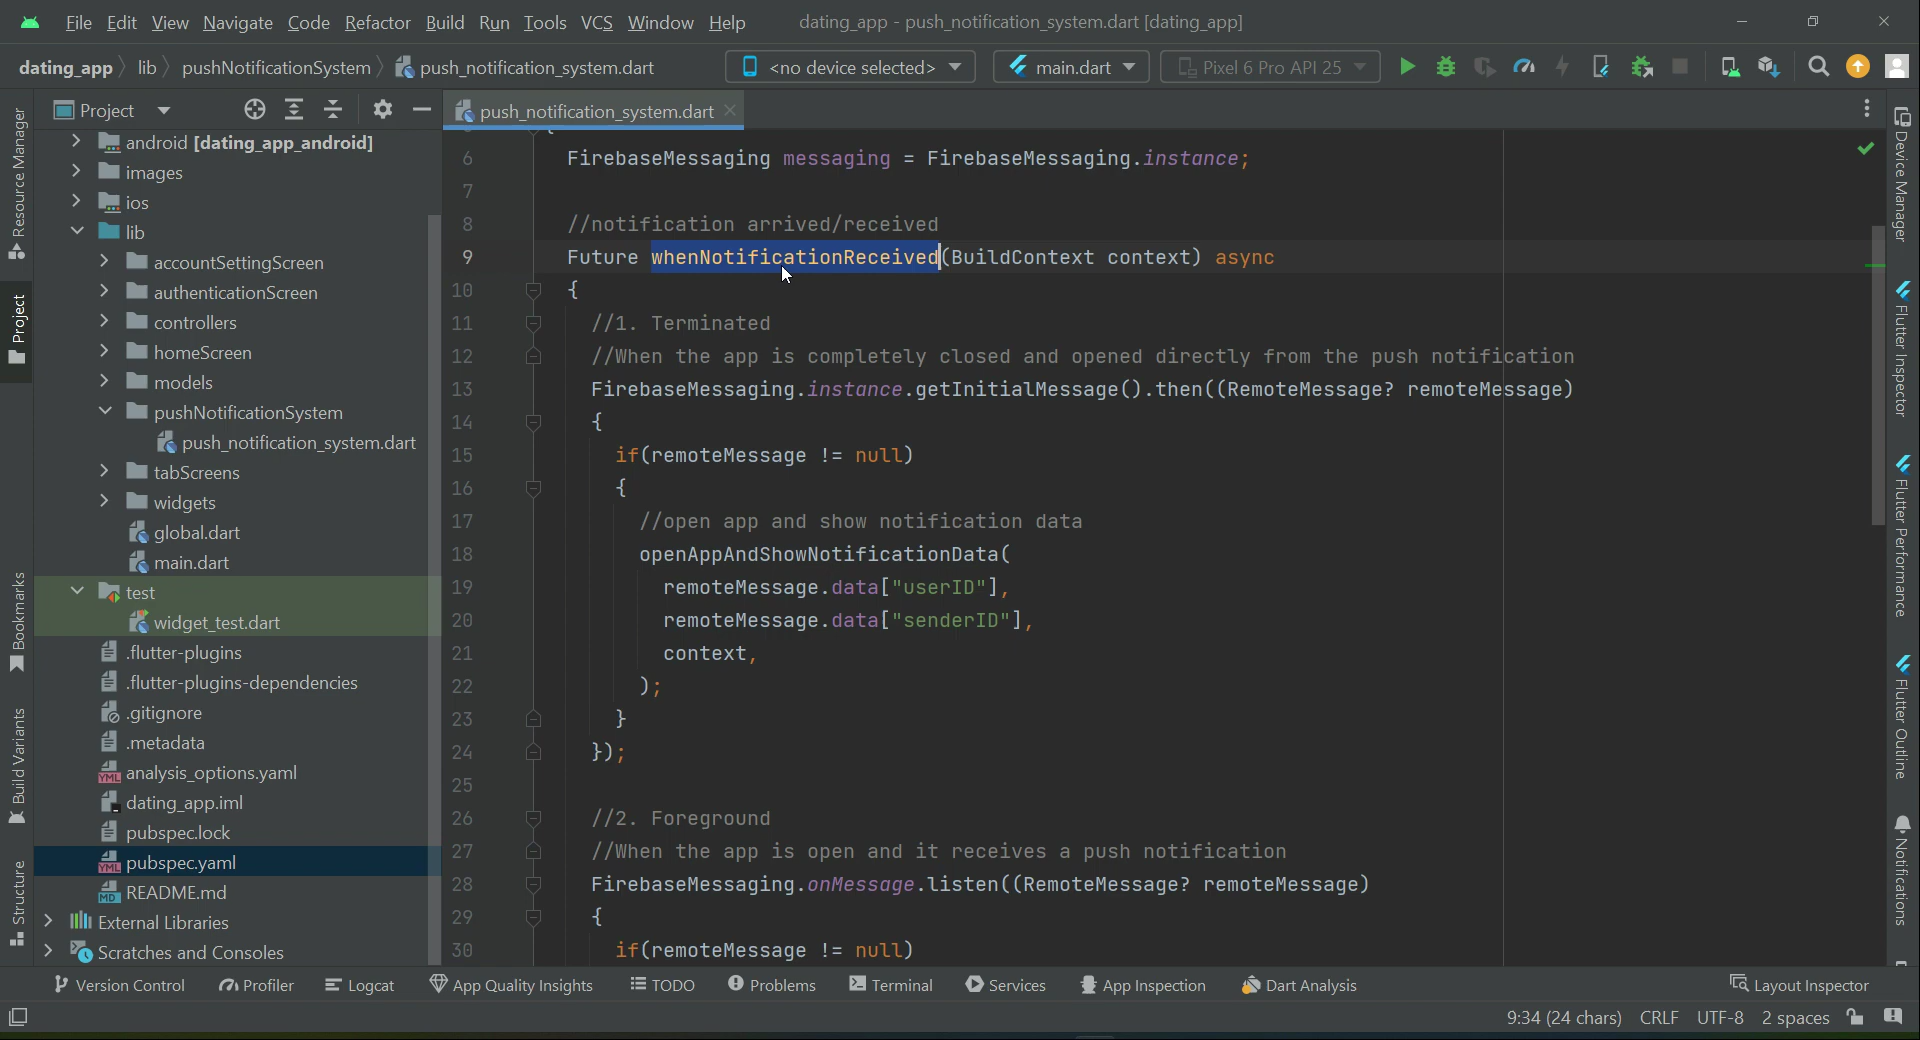 File Edit View Navigate Code Refactor Build Run Tools VCS Window Help dating_app - push_notification_system.dart [dating_app]
dating_app lib pushNotificationSystem push_notification_system.dart <no device selected> main.dart Pixel 6 Pro API 25
Project push_notification_system.dart
Resource Manager
Project
Bookmarks
Build Variants
Structure
android [dating_app_android]
images
ios
lib
accountSettingScreen
authenticationScreen
controllers
homeScreen
models
pushNotificationSystem
push_notification_system.dart
tabScreens
widgets
global.dart
main.dart
test
widget_test.dart
.flutter-plugins
.flutter-plugins-dependencies
.gitignore
.metadata
analysis_options.yaml
dating_app.iml
pubspec.lock
pubspec.yaml
README.md
External Libraries
Scratches and Consoles
6 FirebaseMessaging messaging = FirebaseMessaging.instance;
7
8 //notification arrived/received
9 Future whenNotificationReceived(BuildContext context) async
10 {
11 //1. Terminated
12 //When the app is completely closed and opened directly from the push notification
13 FirebaseMessaging.instance.getInitialMessage().then((RemoteMessage? remoteMessage)
14 {
15 if(remoteMessage != null)
16 {
17 //open app and show notification data
18 openAppAndShowNotificationData(
19 remoteMessage.data["userID"],
20 remoteMessage.data["senderID"],
21 context,
22 );
23 }
24 });
25
26 //2. Foreground
27 //When the app is open and it receives a push notification
28 FirebaseMessaging.onMessage.listen((RemoteMessage? remoteMessage)
29 {
30 if(remoteMessage != null)
Device Manager
Flutter Inspector
Flutter Performance
Flutter Outline
Notifications
Version Control Profiler Logcat App Quality Insights TODO Problems Terminal Services App Inspection Dart Analysis Layout Inspector
9:34 (24 chars) CRLF UTF-8 2 spaces